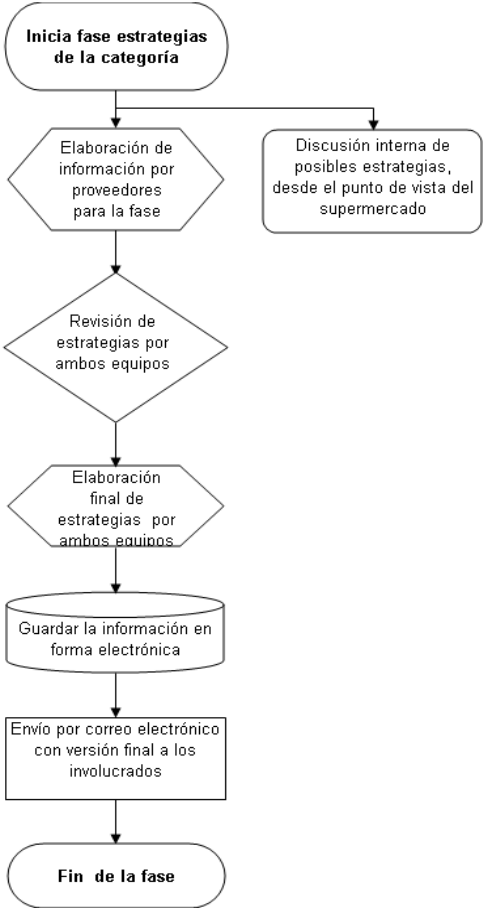 Inicia fase estrategias
de la categoría
Elaboración de
información por
proveedores
para la fase
Discusión interna de
posibles estrategias,
desde el punto de vista del
supermercado
Revisión de
estrategias por
ambos equipos
Elaboración
final de
estrategias por
ambos equipos
Guardar la información en
forma electrónica
Envío por correo electrónico
con versión final a los
involucrados
Fin de la fase